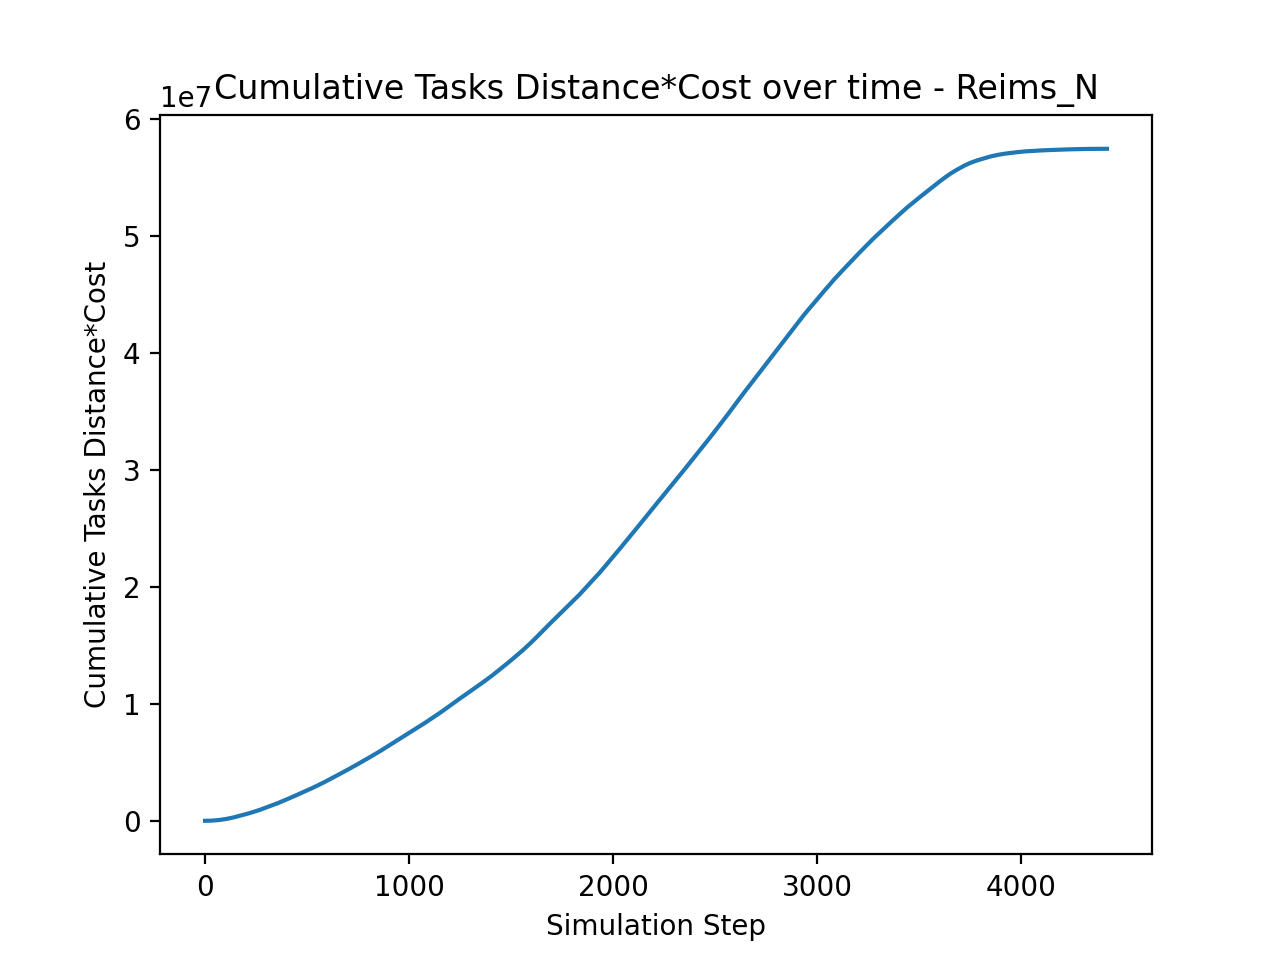 Cumulative Tasks Distance*Cost over time - Reims_N
1e7
6
5
4
3
2
1
0
Cumulative Tasks Distance*Cost
0 1000 2000 3000 4000
Simulation Step